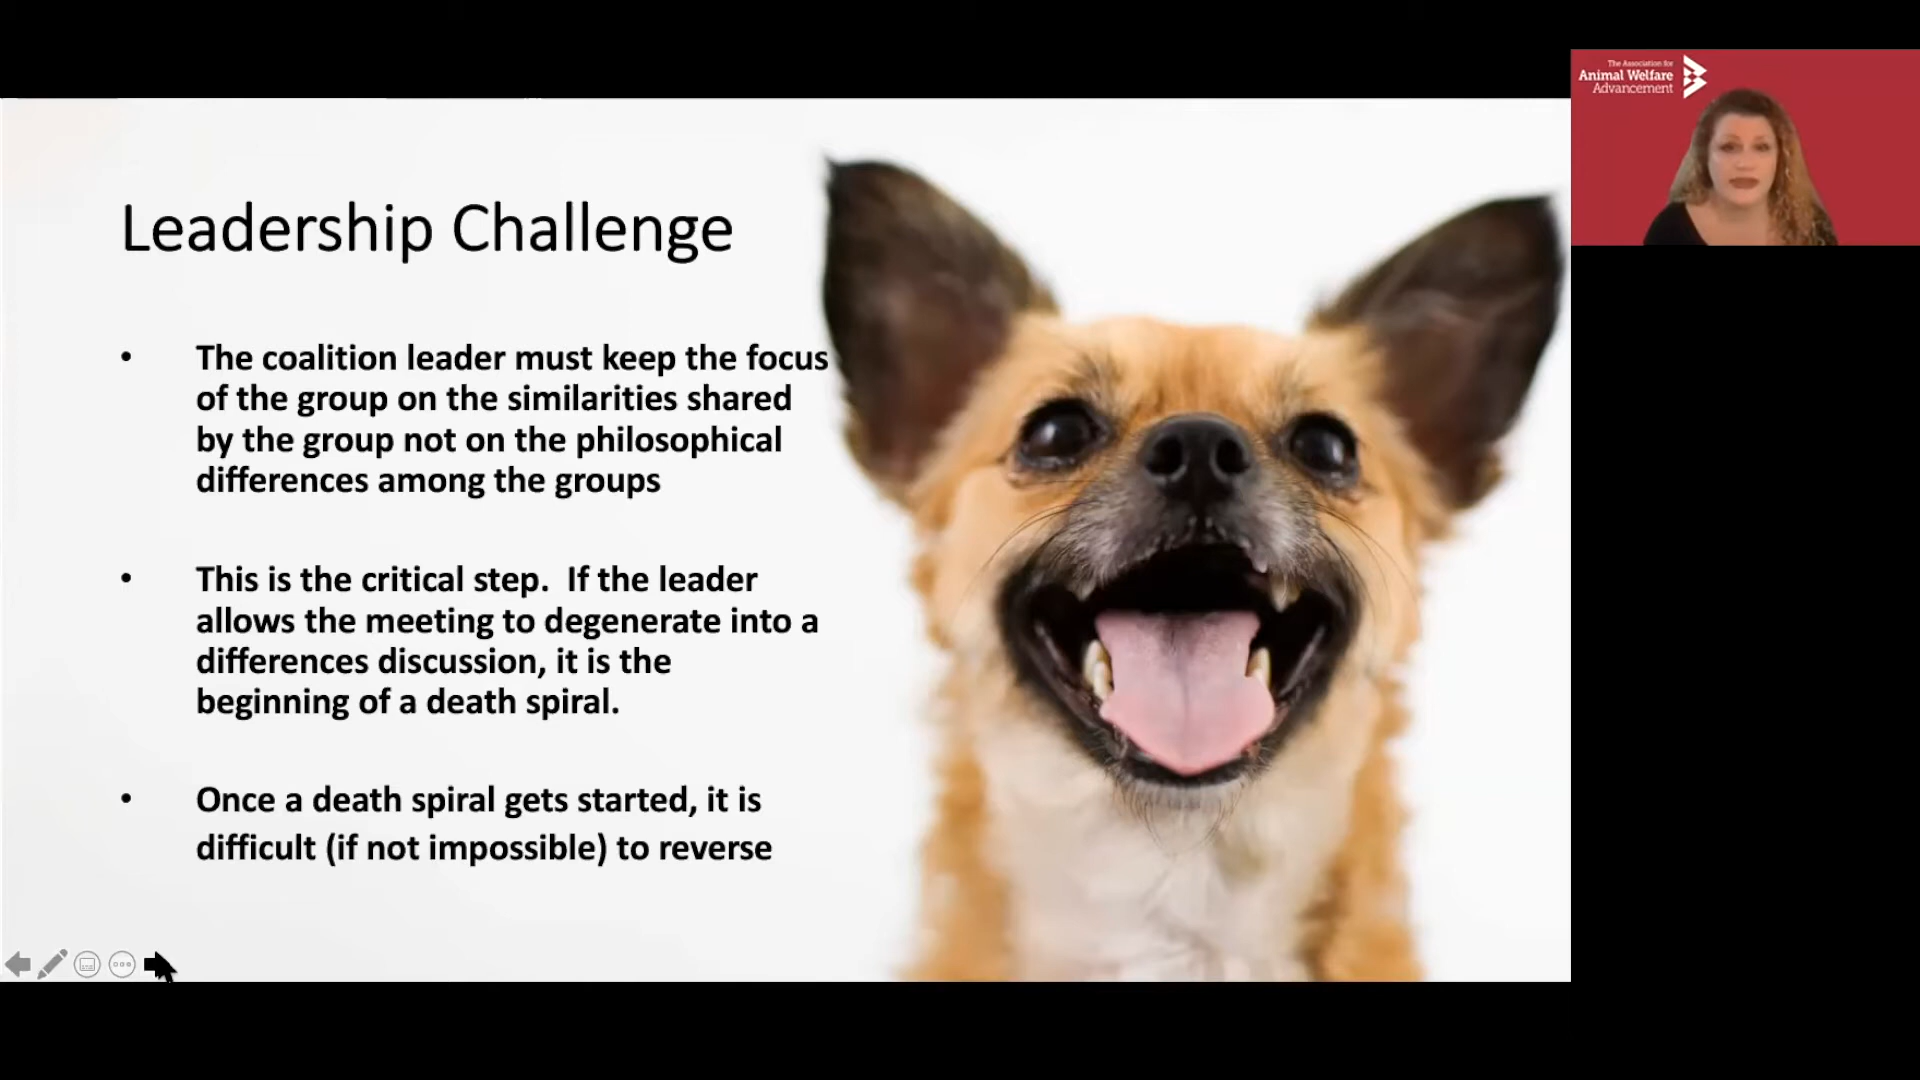 The Association for
Animal Welfare
Advancement
Leadership Challenge
• The coalition leader must keep the focus
of the group on the similarities shared
by the group not on the philosophical
differences among the groups
• This is the critical step.  If the leader
allows the meeting to degenerate into a
differences discussion, it is the
beginning of a death spiral.
• Once a death spiral gets started, it is
difficult (if not impossible) to reverse